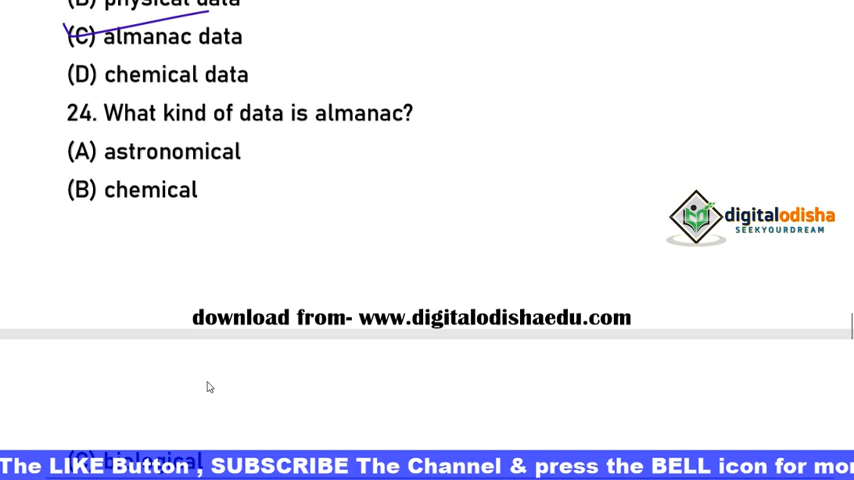 (B) physical data
(C) almanac data
(D) chemical data
24. What kind of data is almanac?
(A) astronomical
(B) chemical
digitalodisha
SEEKYOURDREAM
download from- www.digitalodishaedu.com
(C) biological
The LIKE Button , SUBSCRIBE The Channel & press the BELL icon for mor